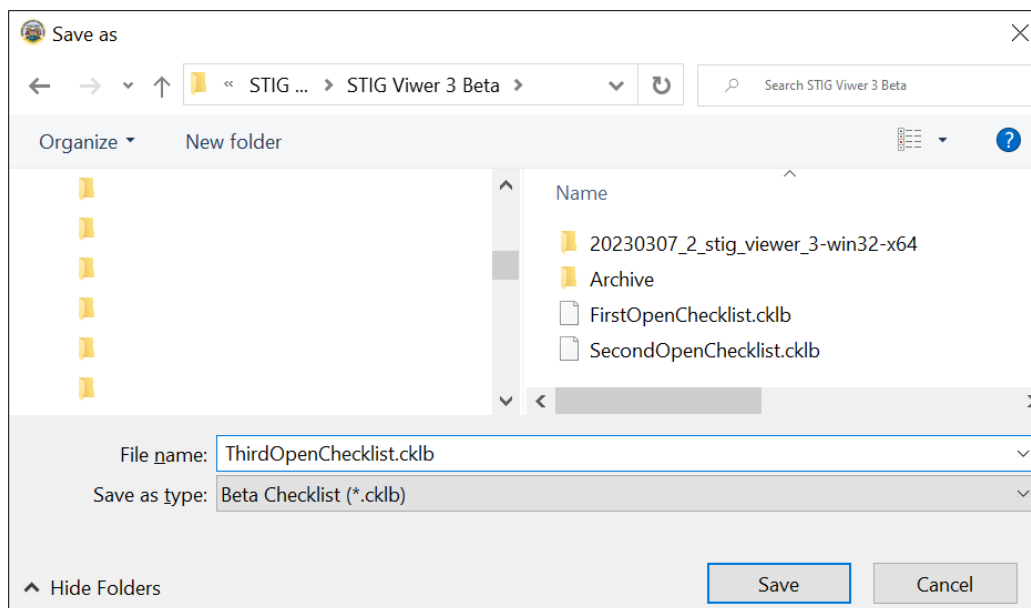 Save as
« STIG ... > STIG Viwer 3 Beta >
Search STIG Viwer 3 Beta
Organize
New folder
?
Name
20230307_2_stig_viewer_3-win32-x64
Archive
FirstOpenChecklist.cklb
SecondOpenChecklist.cklb
File name: ThirdOpenChecklist.cklb
Save as type: Beta Checklist (*.cklb)
Hide Folders
Save
Cancel